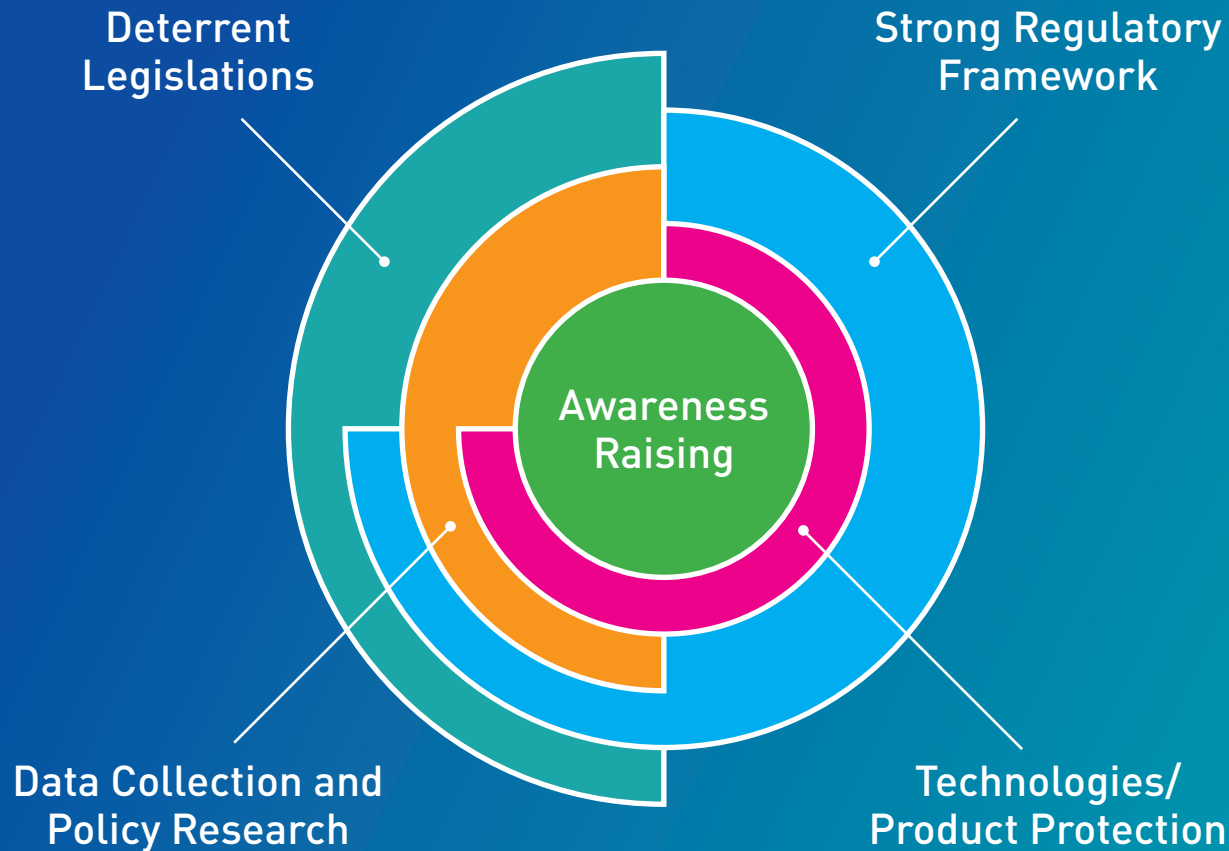 Deterrent
Legislations
Strong Regulatory
Framework
Awareness
Raising
Data Collection and
Policy Research
Technologies/
Product Protection